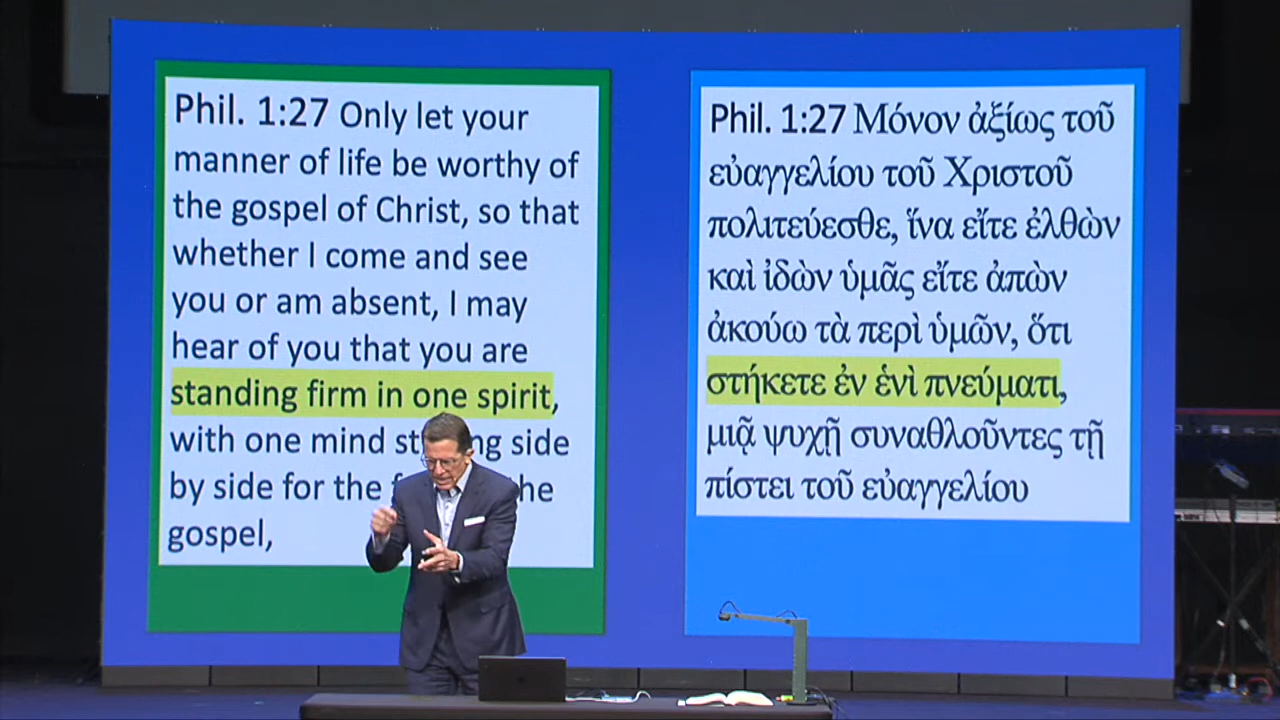 Phil. 1:27 Only let your
manner of life be worthy of
the gospel of Christ, so that
whether I come and see
you or am absent, I may
hear of you that you are
standing firm in one spirit,
with one mind side
by side for the
gospel,
Phil. 1:27 Μόνον ἀξίως τοῦ
εὐαγγελίου τοῦ Χριστοῦ
πολιτεύεσθε, ἵνα εἴτε ἐλθὼν
καὶ ἰδὼν ὑμᾶς εἴτε ἀπὼν
ἀκούω τὰ περὶ ὑμῶν, ὅτι
στήκετε ἐν ἑνὶ πνεύματι,
μιᾷ ψυχῇ συναθλοῦντες τῇ
πίστει τοῦ εὐαγγελίου